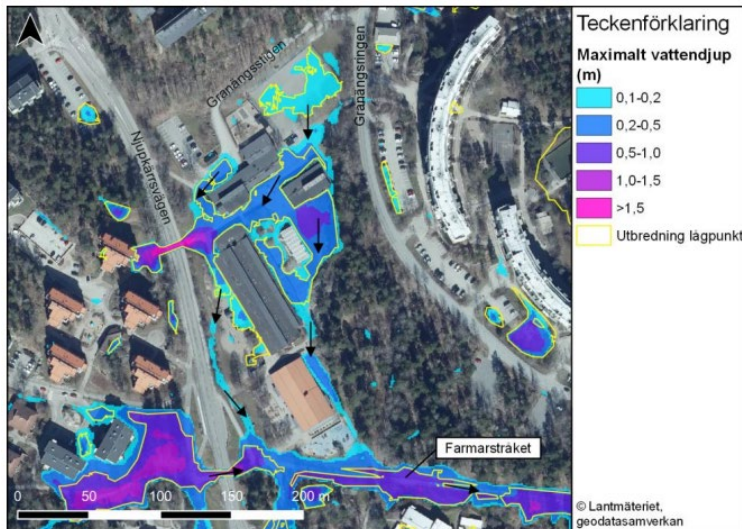 Teckenförklaring
Maximalt vattendjup
(m)
0,1-0,2
0,2-0,5
0,5-1,0
1,0-1,5
>1,5
Utbredning lågpunkt
Granängsstigen
Granängsringen
Njupkarrsvägen
Farmarstråket
0 50 100 150 200 m
© Lantmäteriet,
geodatasamverkan